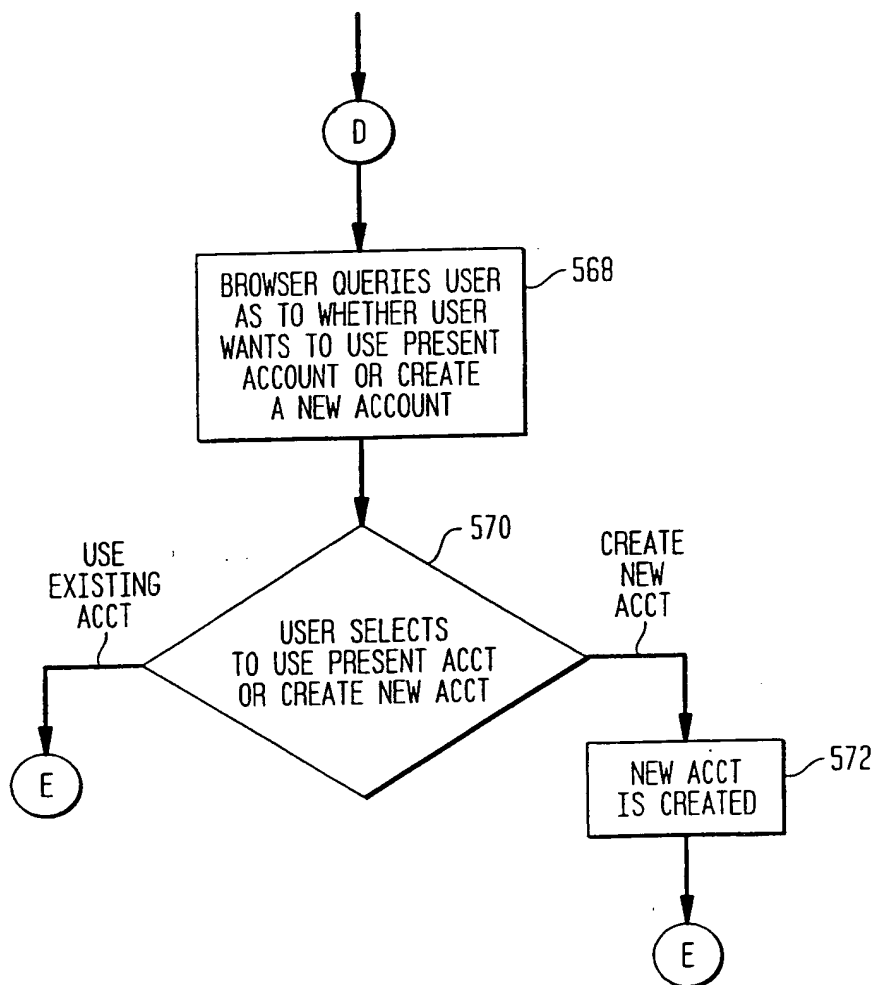 D
BROWSER QUERIES USER
AS TO WHETHER USER
WANTS TO USE PRESENT
ACCOUNT OR CREATE
A NEW ACCOUNT
568
570
USE
EXISTING
ACCT
CREATE
NEW
ACCT
USER SELECTS
TO USE PRESENT ACCT
OR CREATE NEW ACCT
E
NEW ACCT
IS CREATED
572
E